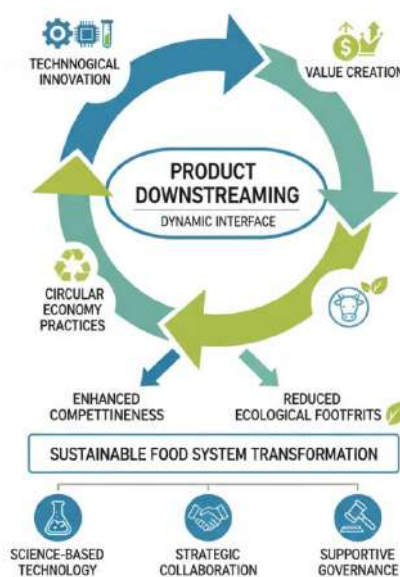 TECHNNOGICAL
INNOVATION
VALUE CREATION
PRODUCT
DOWNSTREAMING
DYNAMIC INTERFACE
CIRCULAR
ECONOMY
PRACTICES
ENHANCED
COMPETTINENESS
REDUCED
ECOLOGICAL FOOTFRITS
SUSTAINABLE FOOD SYSTEM TRANSFORMATION
SCIENCE-BASED
TECHNOLOGY
STRATEGIC
COLLABORATION
SUPPORTIVE
GOVERNANCE